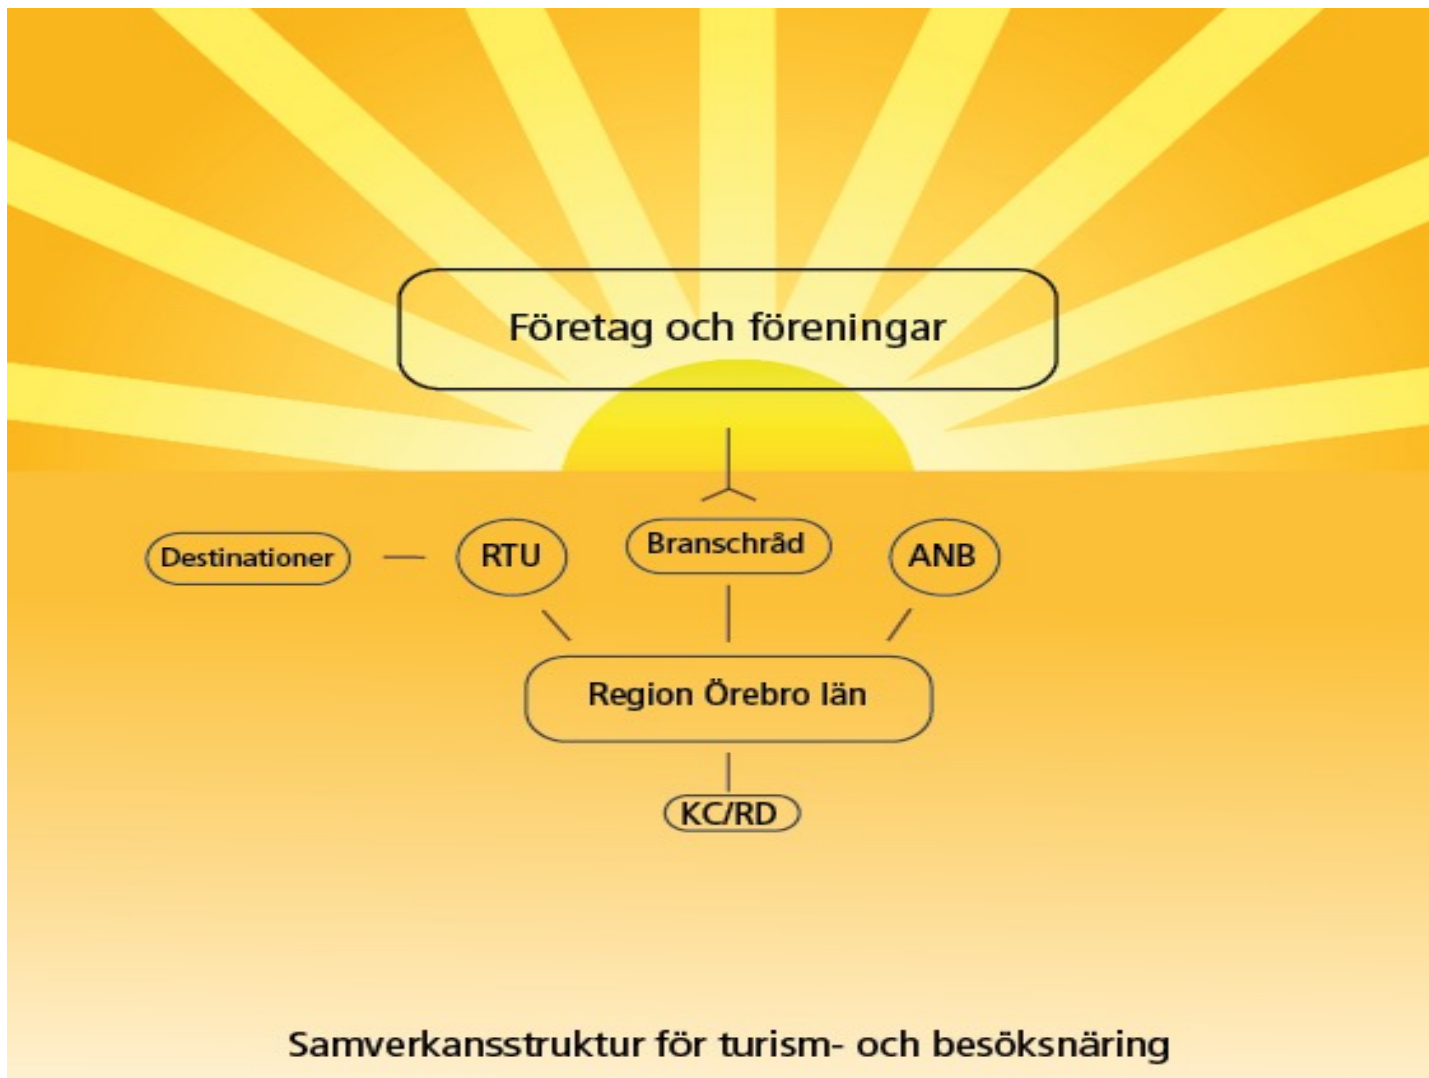 Företag och föreningar
Destinationer
RTU
Branschråd
ANB
Region Örebro län
KC/RD
Samverkansstruktur för turism- och besöksnäring